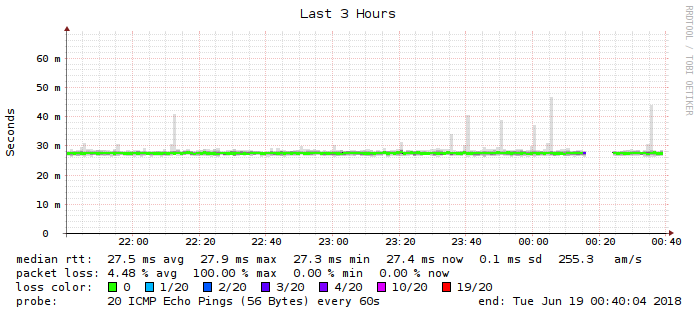 Last 3 Hours
RRDTOOL / TOBI OETIKER
Seconds
60 m
50 m
40 m
30 m
20 m
10 m
0
22:00 22:20 22:40 23:00 23:20 23:40 00:00 00:20 00:40
median rtt: 27.5 ms avg 27.9 ms max 27.3 ms min 27.4 ms now 0.1 ms sd 255.3 am/s
packet loss: 4.48 % avg 100.00 % max 0.00 % min 0.00 % now
loss color: 0 1/20 2/20 3/20 4/20 10/20 19/20
probe: 20 ICMP Echo Pings (56 Bytes) every 60s end: Tue Jun 19 00:40:04 2018